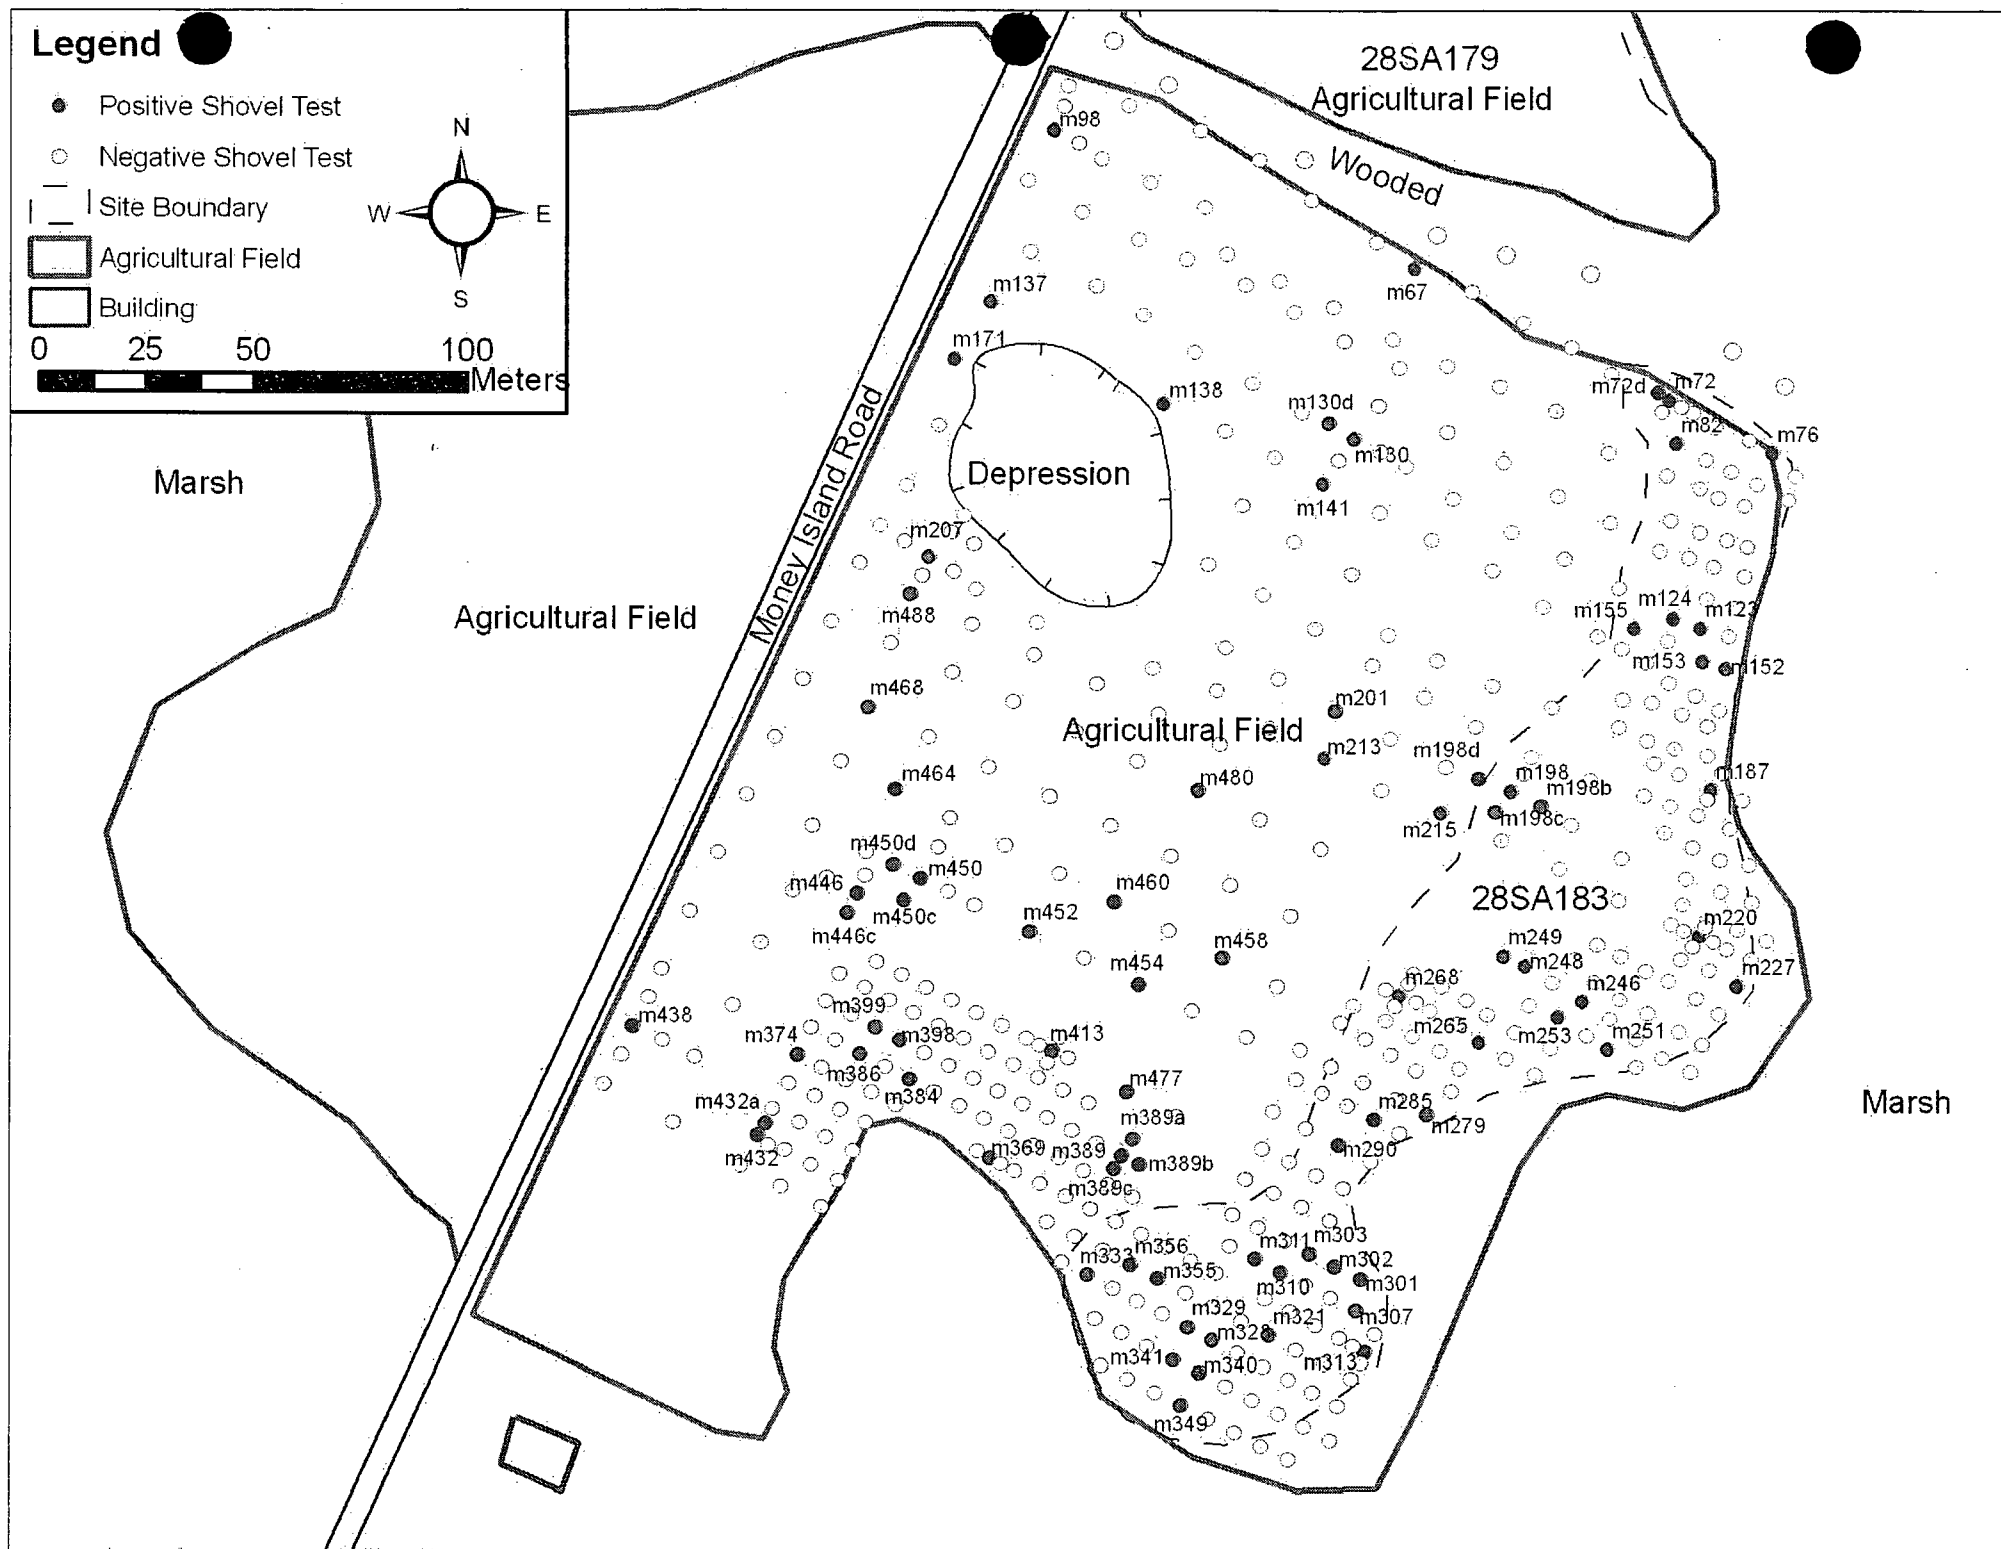 Legend
Positive Shovel Test
Negative Shovel Test
Site Boundary
Agricultural Field
Building
N
W
E
S
0 25 50 100
Meters
28SA179
Agricultural Field
Wooded
m98
m67
m137
m171
m138
m130d
m130
m141
m72d
m72
m82
m76
Marsh
Depression
Money Island Road
m207
m488
Agricultural Field
m155
m124
m123
m153
m152
m468
m201
Agricultural Field
m213
m198d
m198
m198b
m198c
m215
m187
m464
m480
m450d
m450
m446
m450c
m446c
m452
m460
m458
m454
28SA183
m220
m249
m248
m227
m246
m268
m265
m253
m251
m438
m399
m398
m374
m386
m384
m413
m477
m432a
m432
m389a
m369
m389
m389b
m389c
m285
m279
m290
Marsh
m333
m356
m355
m311
m303
m302
m310
m301
m329
m328
m321
m307
m341
m340
m313
m349